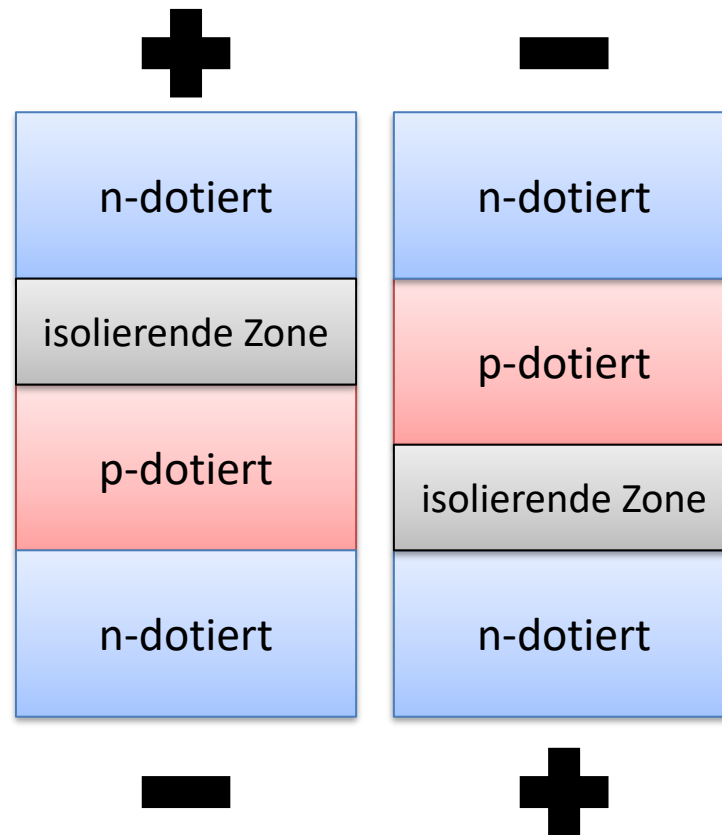 +
−
n-dotiert
isolierende Zone
p-dotiert
n-dotiert
n-dotiert
p-dotiert
isolierende Zone
n-dotiert
−
+